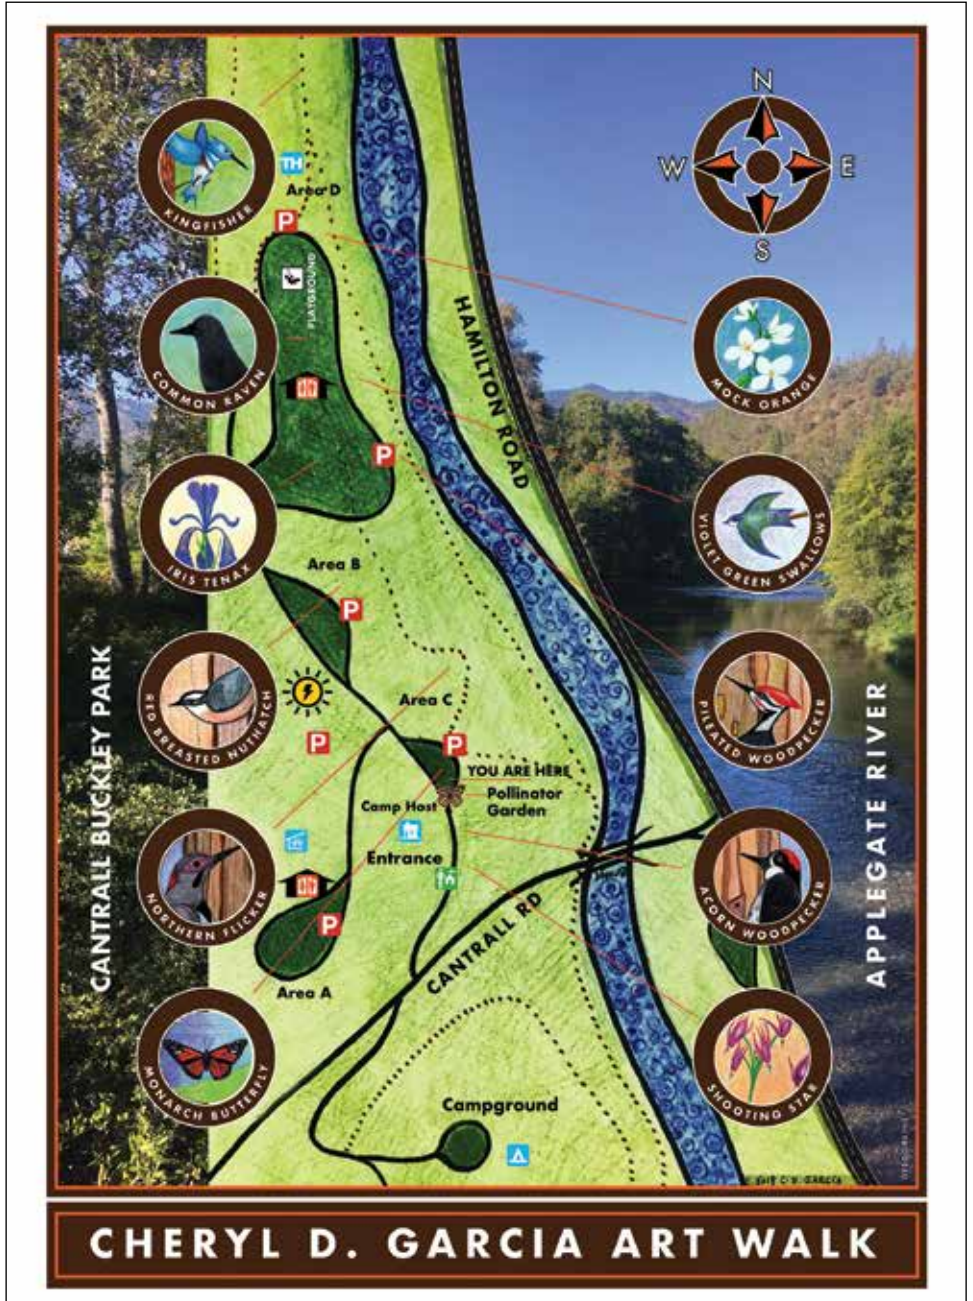 N
W
E
S
KINGFISHER
TH
Area D
P
PLAYGROUND
COMMON RAVEN
HAMILTON ROAD
MOCK ORANGE
P
IRIS TENAX
VIOLET GREEN SWALLOWS
Area B
P
RED BREASTED NUTHATCH
Area C
PILEATED WOODPECKER
P
P
YOU ARE HERE
Pollinator
Garden
Camp Host
Entrance
CANTRALL BUCKLEY PARK
APPLEGATE RIVER
NORTHERN FLICKER
ACORN WOODPECKER
P
CANTRALL RD
Area A
MONARCH BUTTERFLY
SHOOTING STAR
Campground
CHERYL D. GARCIA ART WALK